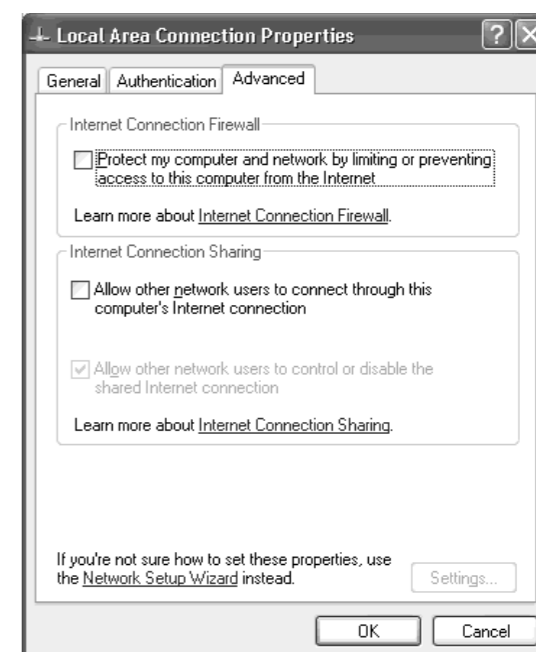 Local Area Connection Properties
General Authentication Advanced
Internet Connection Firewall
Protect my computer and network by limiting or preventing
access to this computer from the Internet
Learn more about Internet Connection Firewall.
Internet Connection Sharing
Allow other network users to connect through this
computer's Internet connection
Allow other network users to control or disable the
shared Internet connection
Learn more about Internet Connection Sharing.
If you're not sure how to set these properties, use
the Network Setup Wizard instead.
Settings...
OK Cancel